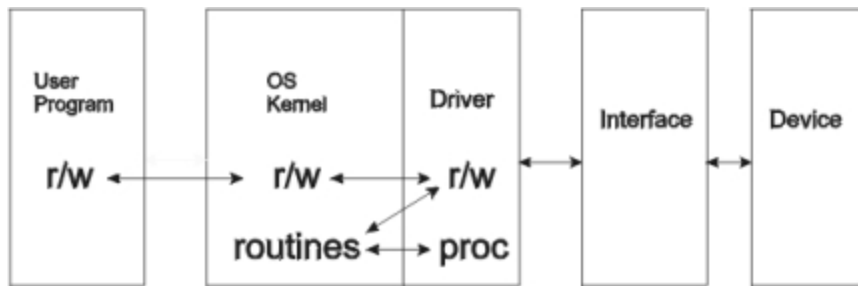 User
Program
OS
Kernel
Driver
Interface
Device
r/w
r/w
r/w
routines
proc